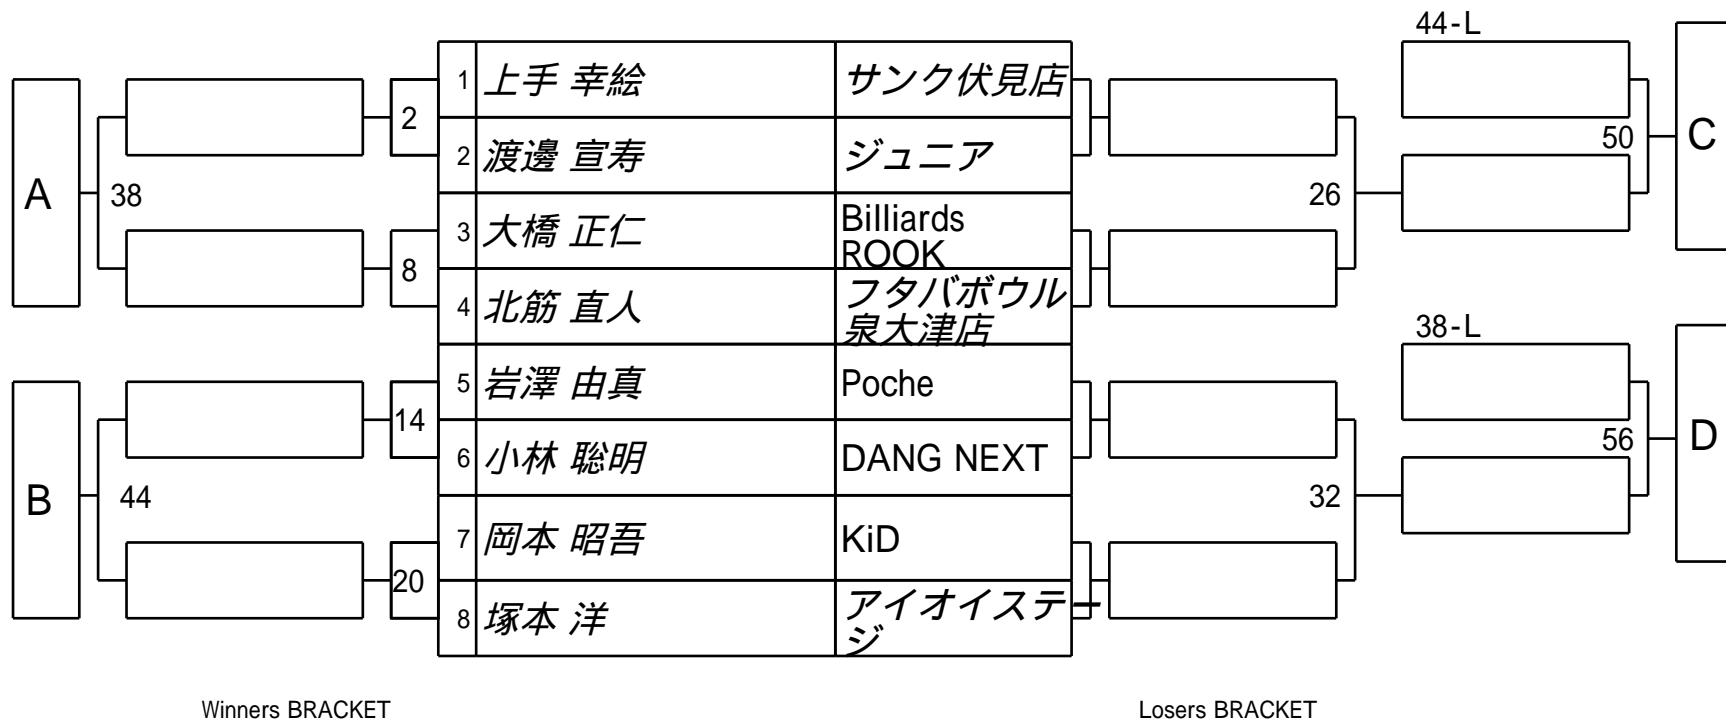 44-L
1 上手 幸絵 サンク伏見店
2
50
C
2 渡邊 宣寿 ジュニア
A
38
26
3 大橋 正仁 Billiards
ROOK
8
4 北筋 直人 フタバボウル
泉大津店
38-L
5 岩澤 由真 Poche
14
56
D
6 小林 聡明 DANG NEXT
B
44
32
7 岡本 昭吾 KiD
20
8 塚本 洋 アイオイステー
ジ
Winners BRACKET
Losers BRACKET